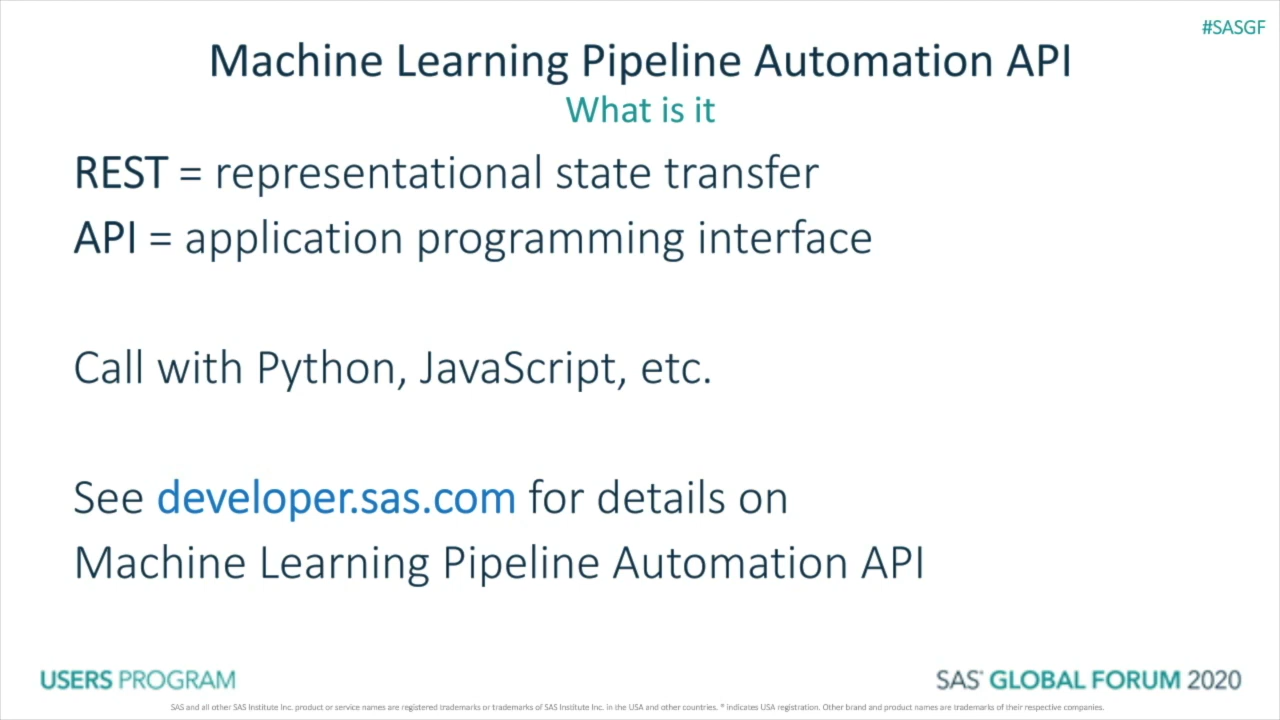 #SASGF
Machine Learning Pipeline Automation API
What is it
REST = representational state transfer
API = application programming interface
Call with Python, JavaScript, etc.
See developer.sas.com for details on
Machine Learning Pipeline Automation API
USERS PROGRAM
SAS® GLOBAL FORUM 2020
SAS and all other SAS Institute Inc. product or service names are registered trademarks or trademarks of SAS Institute Inc. in the USA and other countries. ® indicates USA registration. Other brand and product names are trademarks of their respective companies.